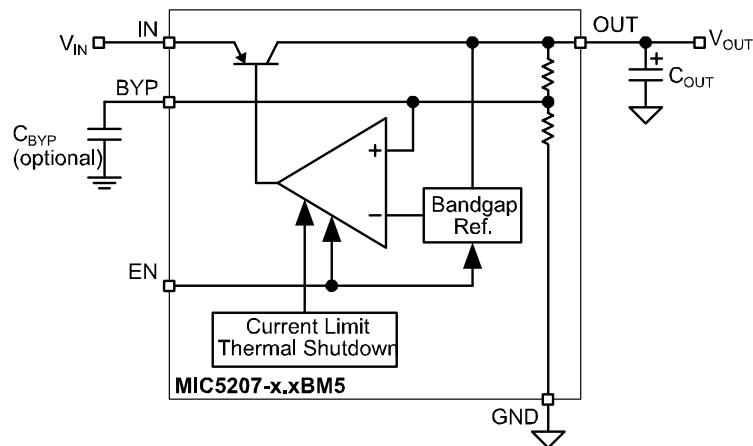 V_IN
IN
OUT
V_OUT
BYP
C_OUT
+
C_BYP
(optional)
+
−
Bandgap
Ref.
EN
Current Limit
Thermal Shutdown
MIC5207-x.xBM5
GND